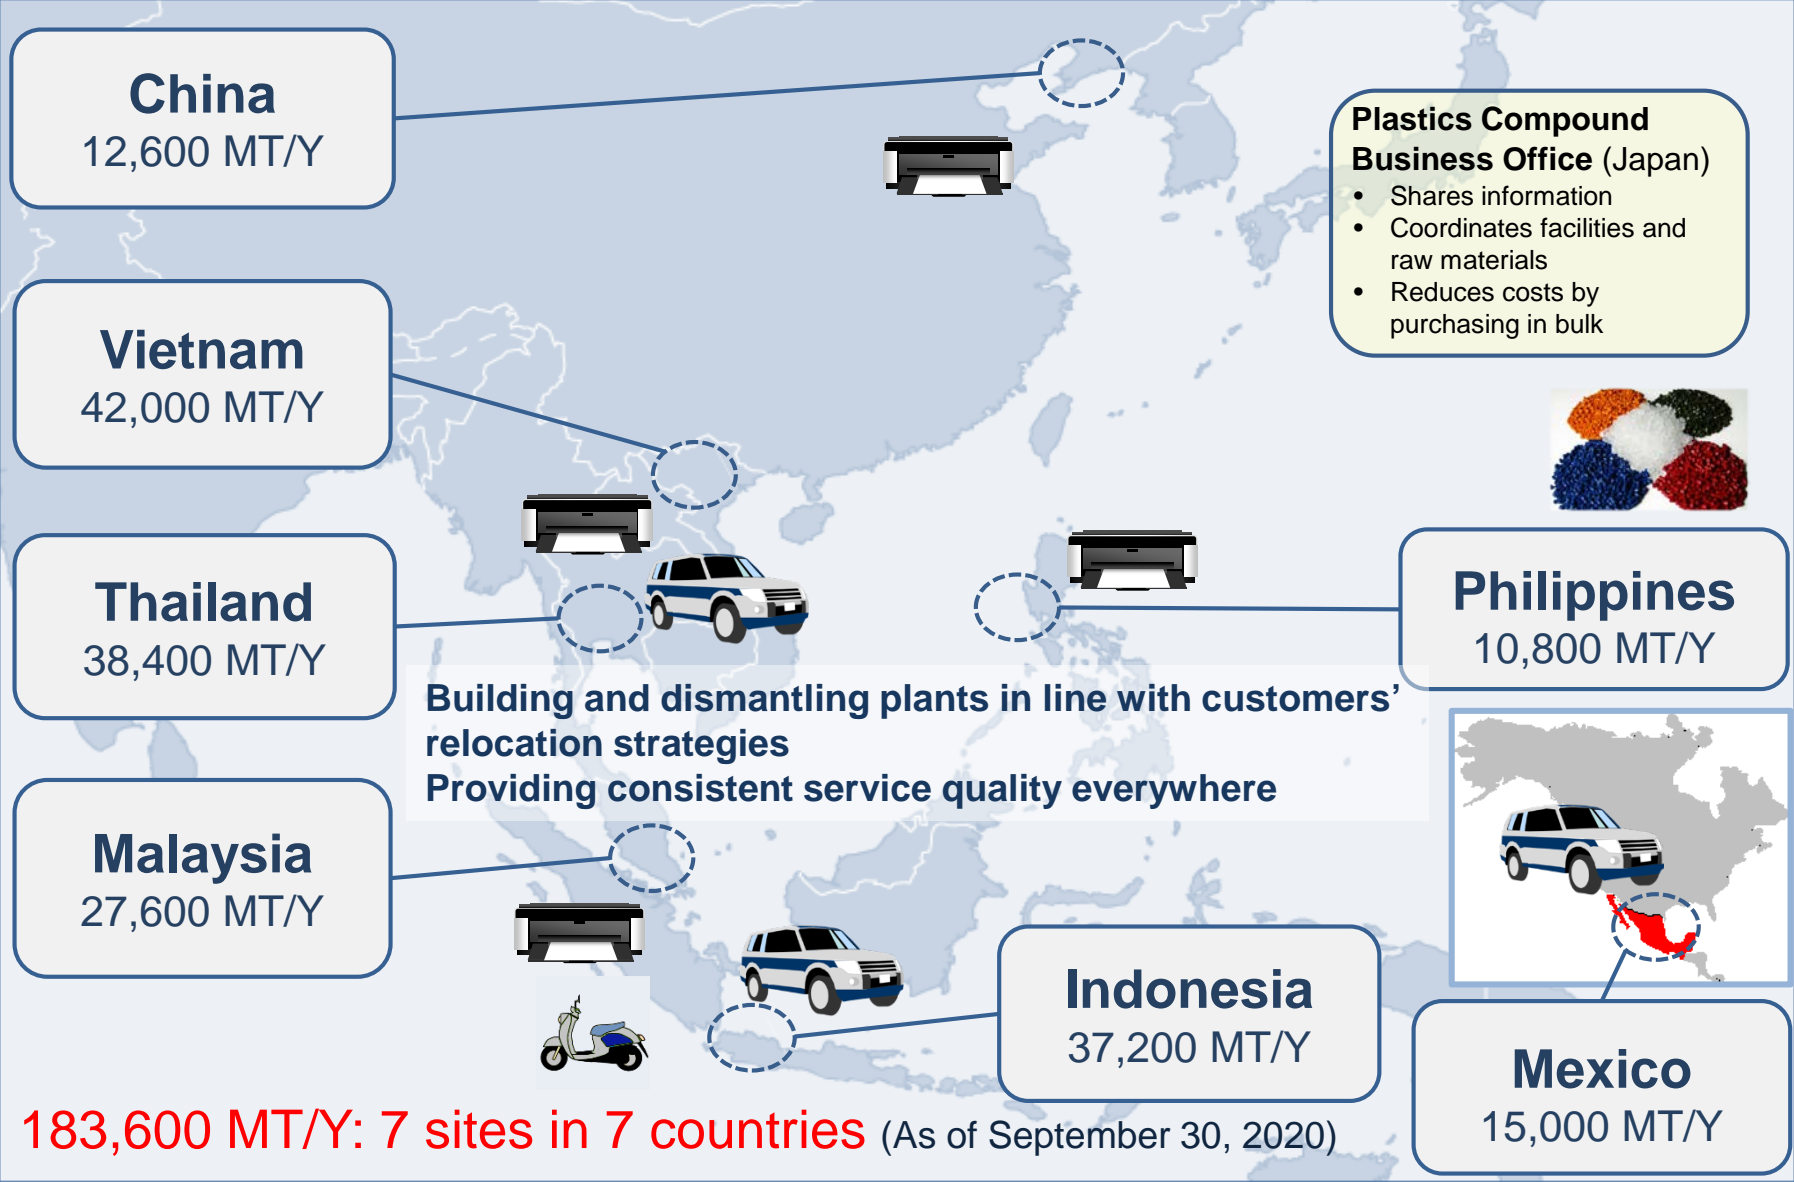 China
12,600 MT/Y
Plastics Compound
Business Office (Japan)
• Shares information
• Coordinates facilities and
raw materials
• Reduces costs by
purchasing in bulk
Vietnam
42,000 MT/Y
Thailand
38,400 MT/Y
Philippines
10,800 MT/Y
Building and dismantling plants in line with customers’
relocation strategies
Providing consistent service quality everywhere
Malaysia
27,600 MT/Y
Indonesia
37,200 MT/Y
Mexico
15,000 MT/Y
183,600 MT/Y: 7 sites in 7 countries (As of September 30, 2020)